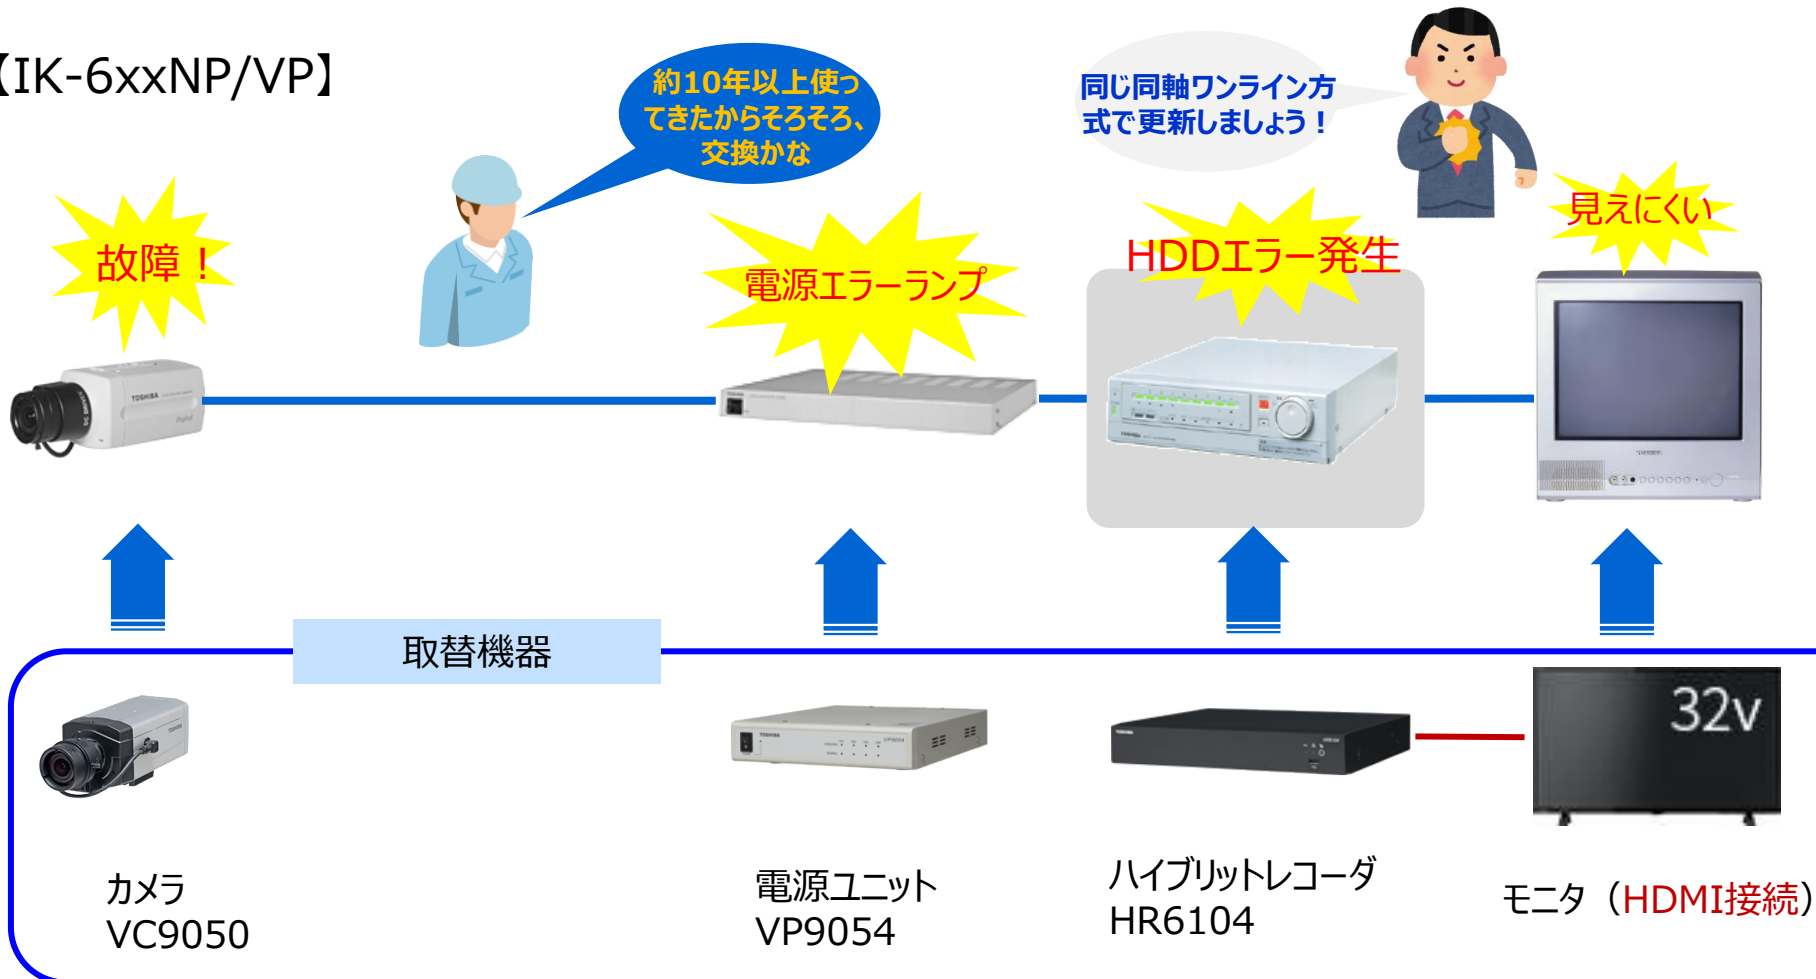 【IK-6xxNP/VP】
約10年以上使っ
てきたからそろそろ、
交換かな
同じ同軸ワンライン方
式で更新しましょう！
故障！
電源エラーランプ
HDDエラー発生
見えにくい
TOSHIBA
Digital
TOSHIBA
取替機器
TOSHIBA
VP9054
32v
カメラ
VC9050
電源ユニット
VP9054
ハイブリットレコーダ
HR6104
モニタ（HDMI接続）